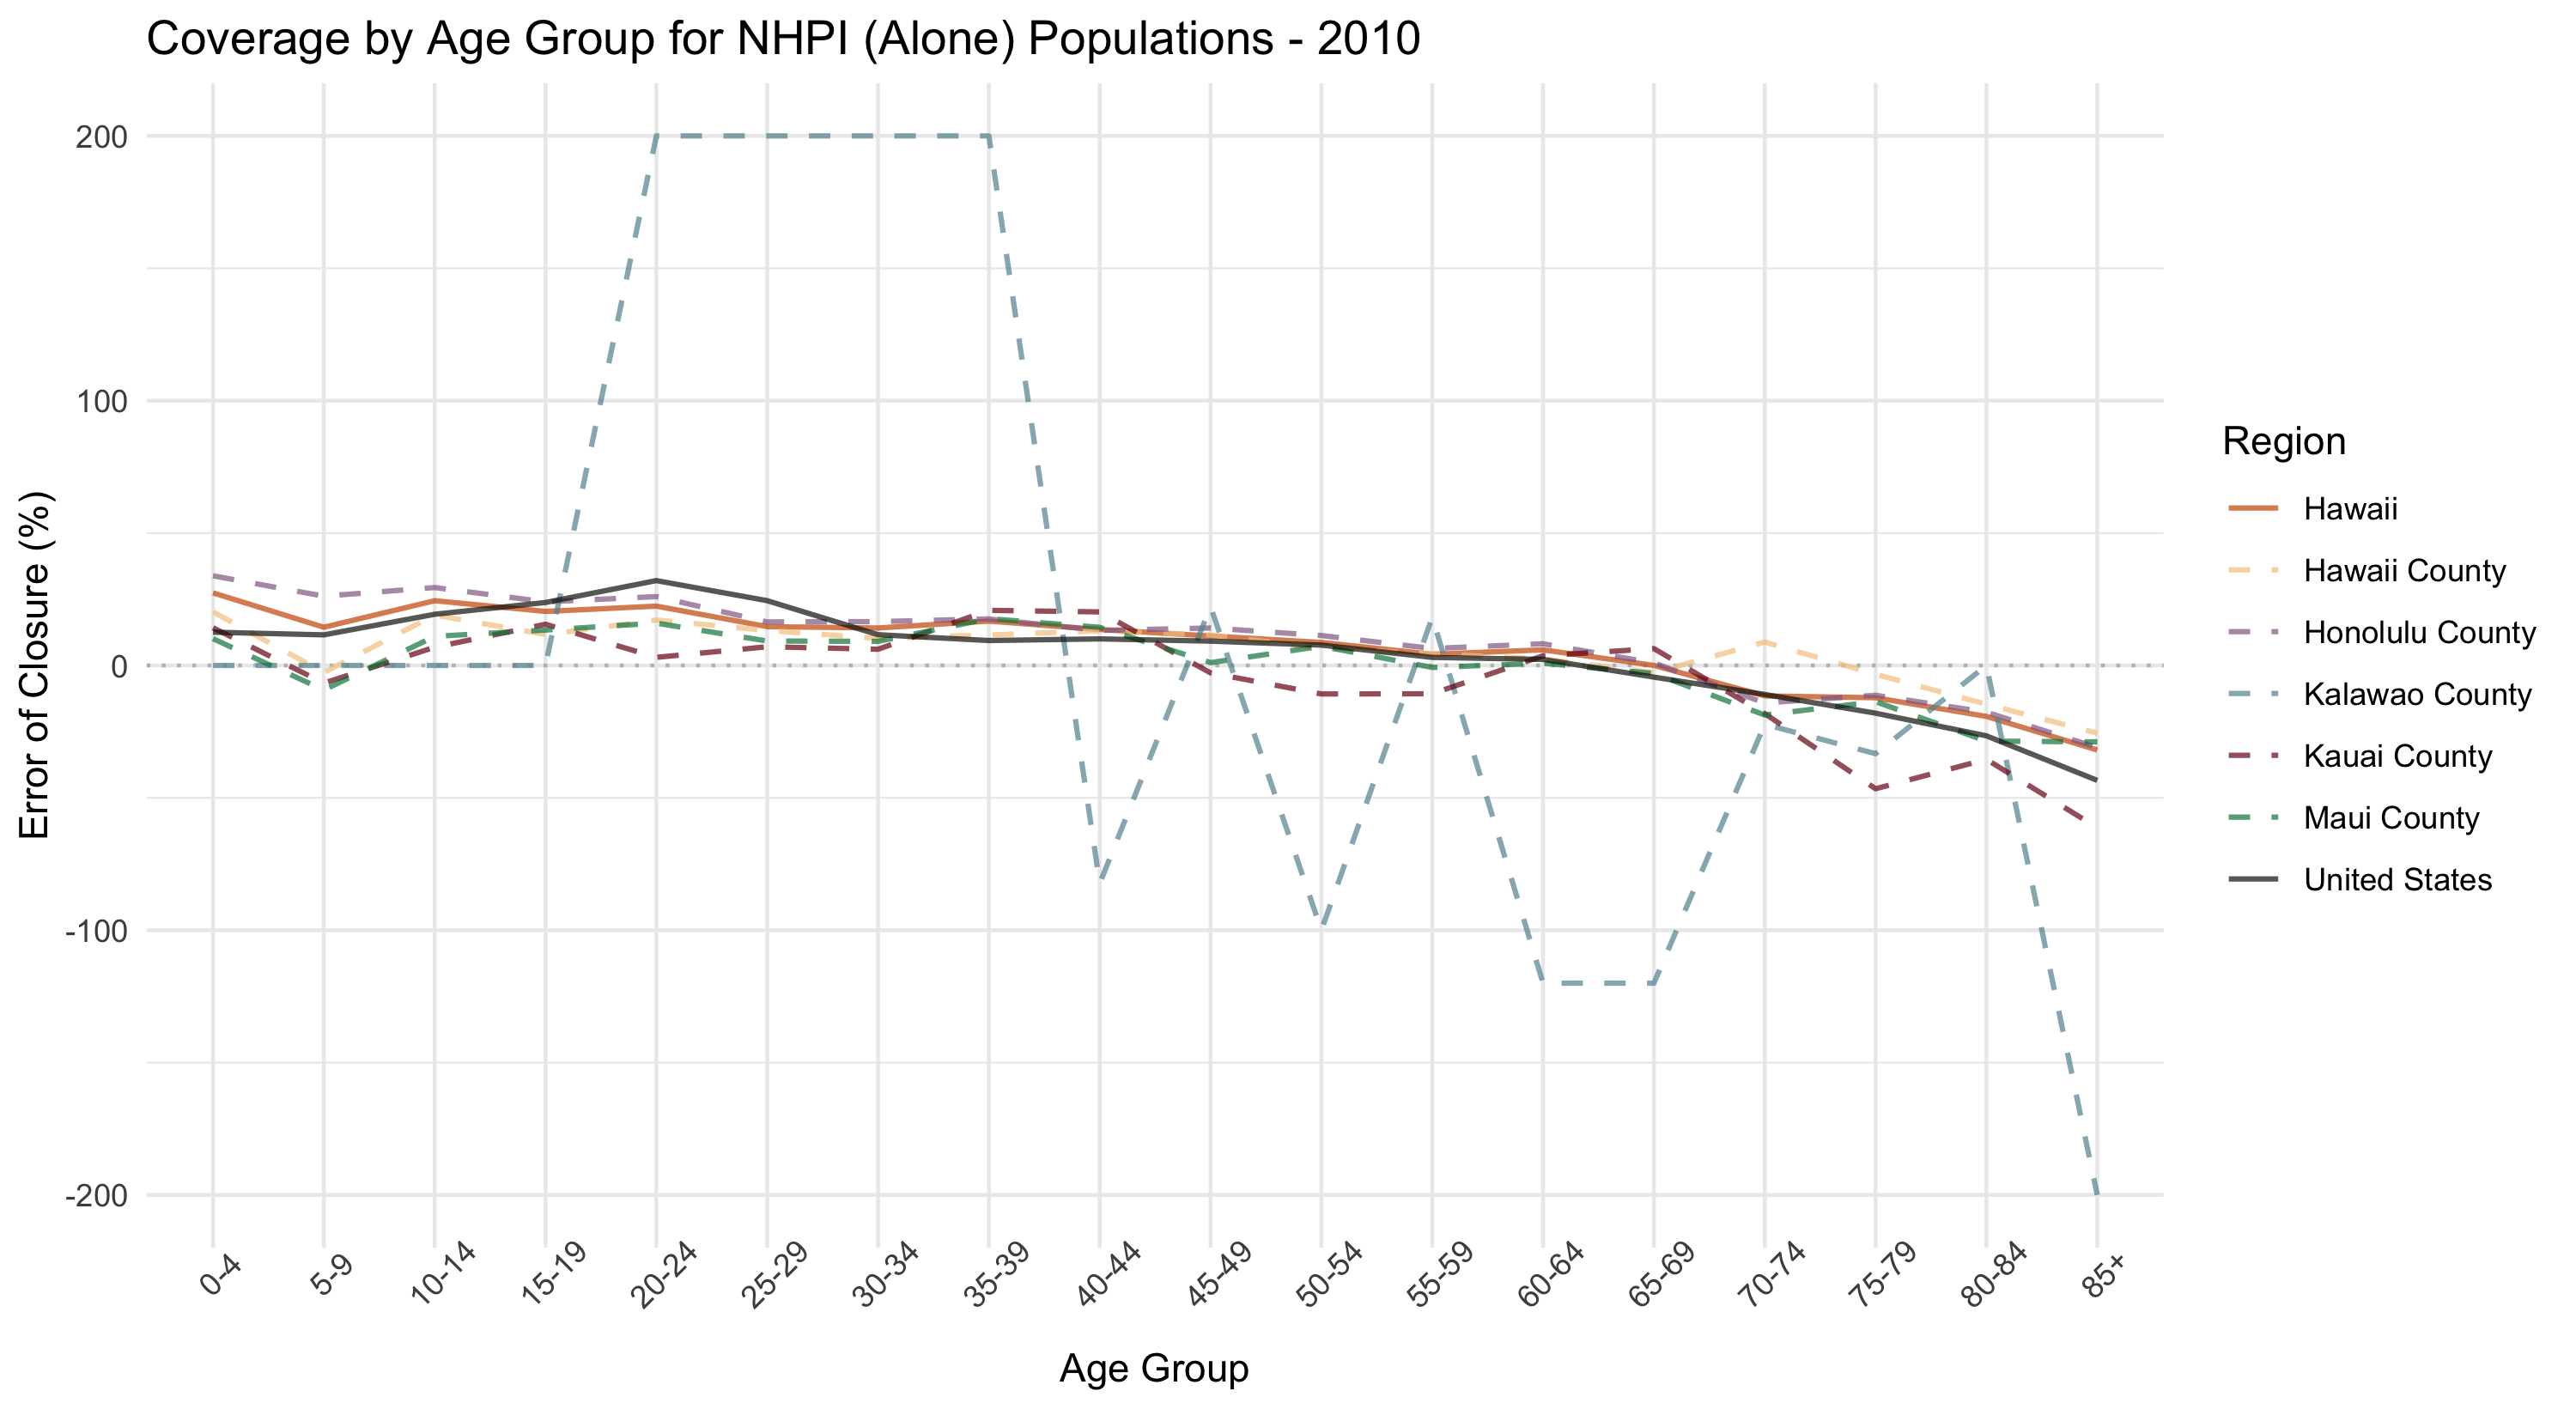 Coverage by Age Group for NHPI (Alone) Populations - 2010
Error of Closure (%)
200
100
0
-100
-200
0-4
5-9
10-14
15-19
20-24
25-29
30-34
35-39
40-44
45-49
50-54
55-59
60-64
65-69
70-74
75-79
80-84
85+
Age Group
Region
Hawaii
Hawaii County
Honolulu County
Kalawao County
Kauai County
Maui County
United States